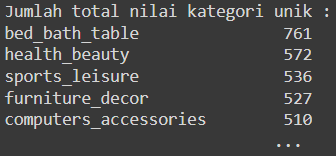 Jumlah total nilai kategori unik :
bed_bath_table 761
health_beauty 572
sports_leisure 536
furniture_decor 527
computers_accessories 510
...